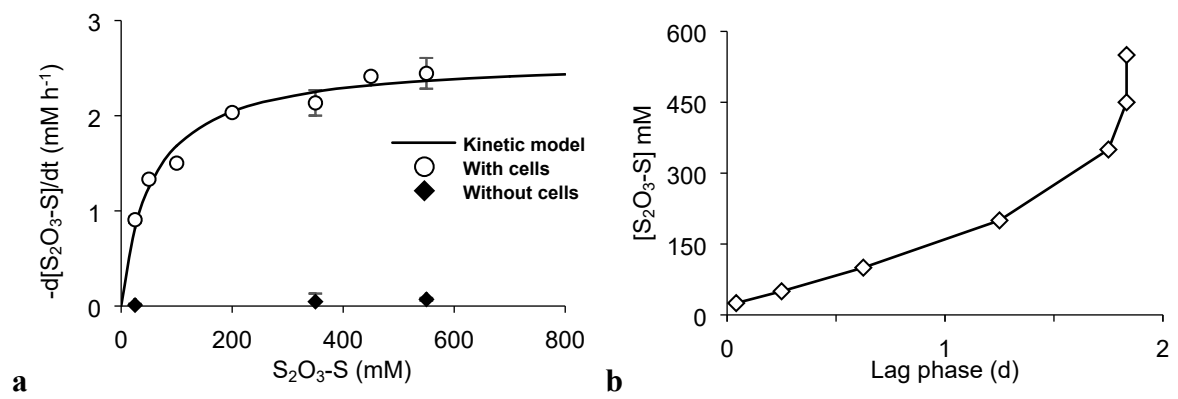 3
2
1
0
-d[S₂O₃-S]/dt (mM h⁻¹)
Kinetic model
With cells
Without cells
0 200 400 600 800
S₂O₃-S (mM)
a
600
450
300
150
0
[S₂O₃-S] mM
0 1 2
Lag phase (d)
b